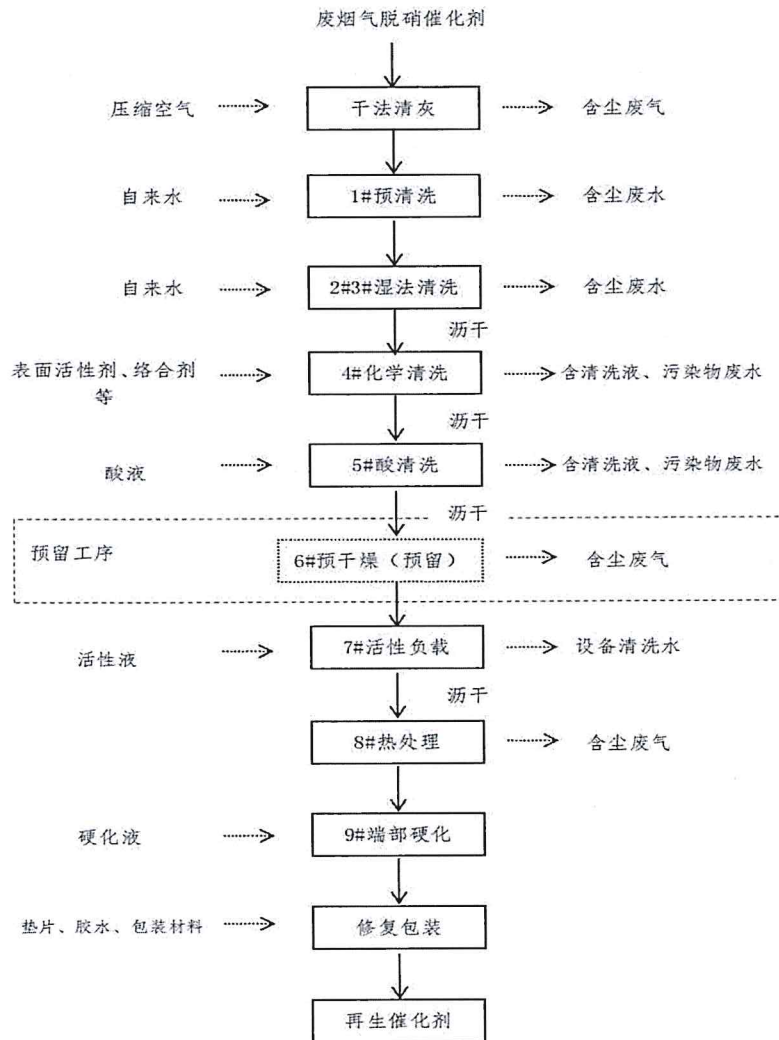 废烟气脱硝催化剂
压缩空气
干法清灰
含尘废气
自来水
1#预清洗
含尘废水
自来水
2#3#湿法清洗
含尘废水
沥干
表面活性剂、络合剂
等
4#化学清洗
含清洗液、污染物废水
沥干
酸液
5#酸清洗
含清洗液、污染物废水
沥干
预留工序
6#预干燥（预留）
含尘废气
活性液
7#活性负载
设备清洗水
沥干
8#热处理
含尘废气
硬化液
9#端部硬化
垫片、胶水、包装材料
修复包装
再生催化剂